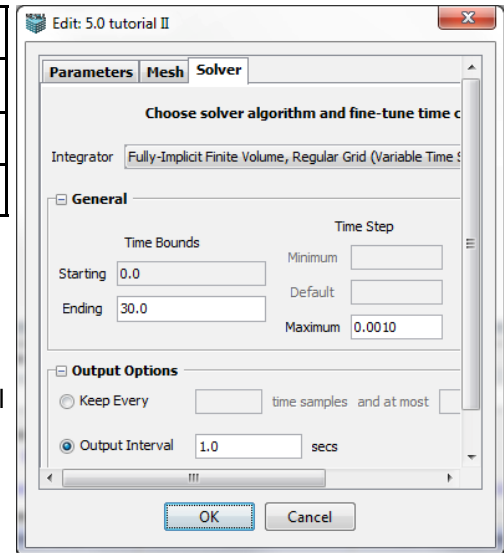 Edit: 5.0 tutorial II
Parameters Mesh Solver
Choose solver algorithm and fine-tune time c
Integrator Fully-Implicit Finite Volume, Regular Grid (Variable Time S
General
Time Bounds
Time Step
Starting 0.0
Minimum
Ending 30.0
Default
Maximum 0.0010
Output Options
Keep Every time samples and at most
Output Interval 1.0 secs
OK Cancel